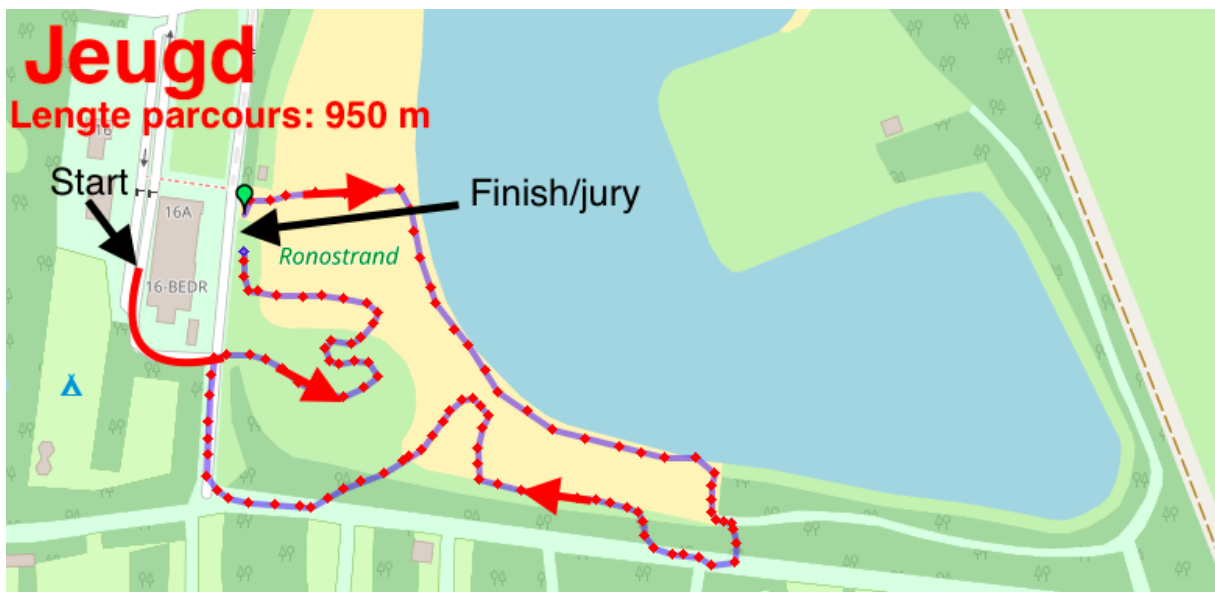 Jeugd
Lengte parcours: 950 m
16
Start
Finish/jury
16A
Ronostrand
16-BEDR